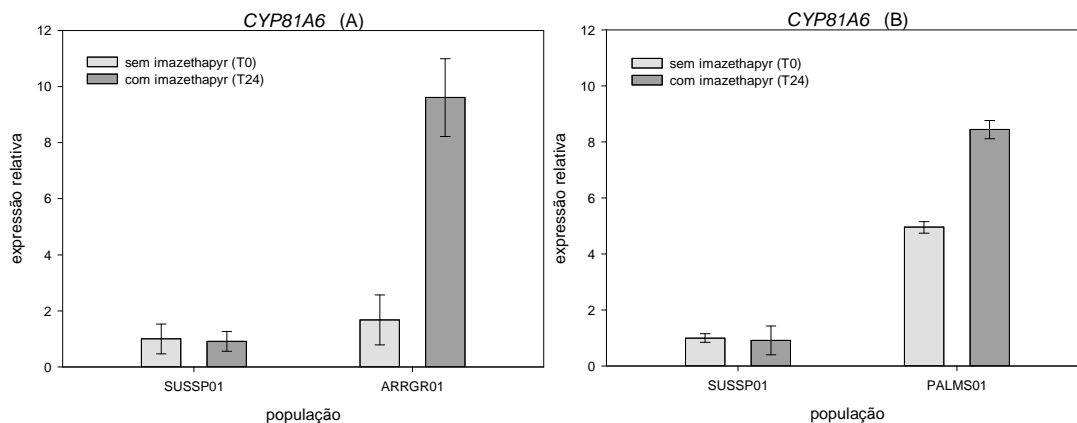 CYP81A6 (A)
12
10
8
6
4
2
0
expressão relativa
sem imazethapyr (T0)
com imazethapyr (T24)
SUSSP01 ARRGR01
população
CYP81A6 (B)
12
10
8
6
4
2
0
expressão relativa
sem imazethapyr (T0)
com imazethapyr (T24)
SUSSP01 PALMS01
população